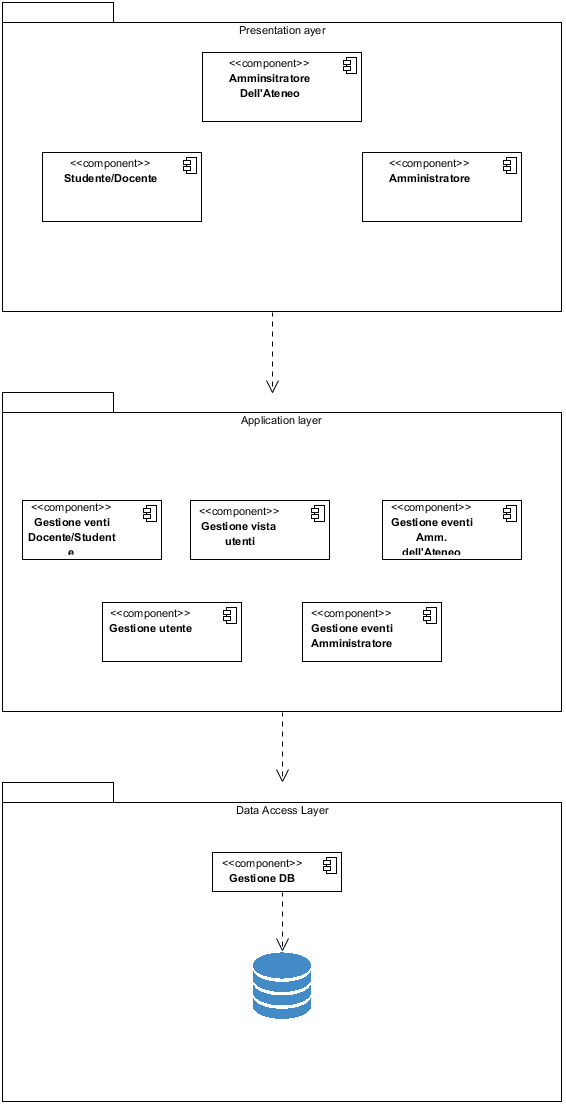 Presentation ayer
<<component>>
Amminsitratore
Dell'Ateneo
<<component>>
Studente/Docente
<<component>>
Amministratore
Application layer
<<component>>
Gestione venti
Docente/Student
e
<<component>>
Gestione vista
utenti
<<component>>
Gestione eventi
Amm.
dell'Ateneo
<<component>>
Gestione utente
<<component>>
Gestione eventi
Amministratore
Data Access Layer
<<component>>
Gestione DB